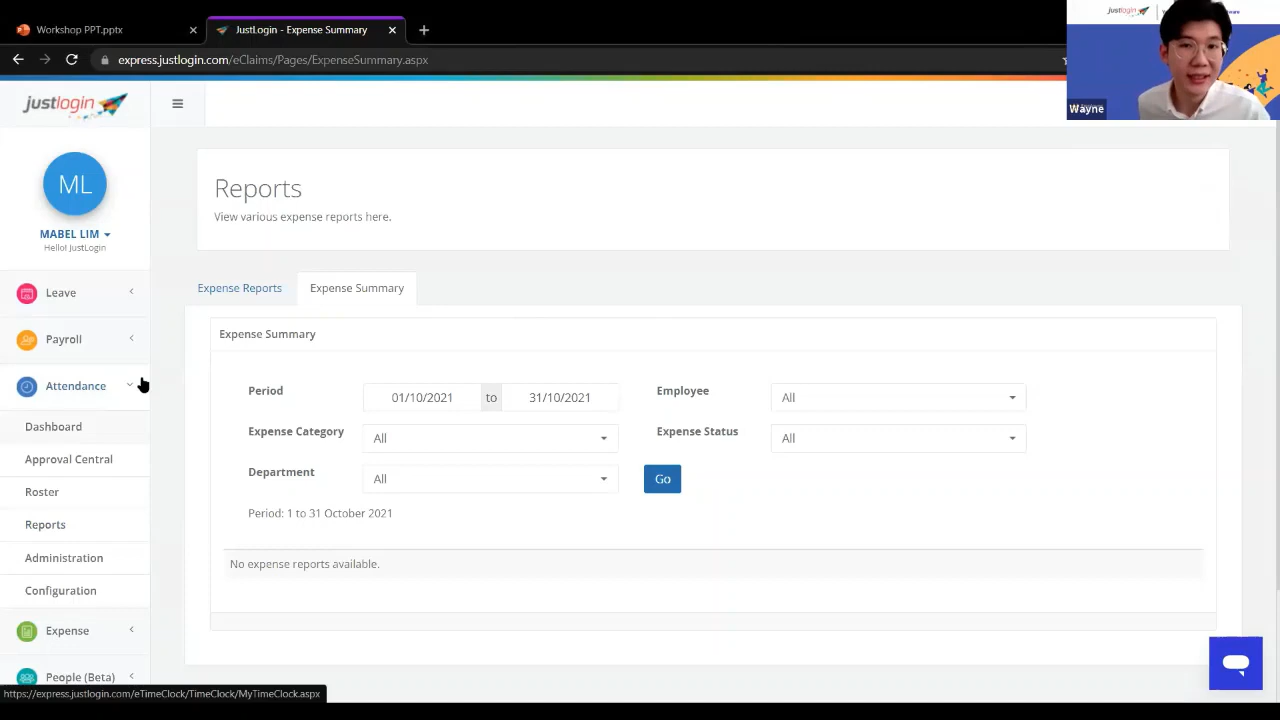 Workshop PPT.pptx
JustLogin - Expense Summary
express.justlogin.com/eClaims/Pages/ExpenseSummary.aspx
justlogin
justlogin
Wayne
ML
MABEL LIM
Hello! JustLogin
Leave
Payroll
Attendance
Dashboard
Approval Central
Roster
Reports
Administration
Configuration
Expense
People (Beta)
https://express.justlogin.com/eTimeClock/TimeClock/MyTimeClock.aspx
Reports
View various expense reports here.
Expense Reports
Expense Summary
Expense Summary
Period
01/10/2021 to 31/10/2021
Employee
All
Expense Category
All
Expense Status
All
Department
All
Go
Period: 1 to 31 October 2021
No expense reports available.